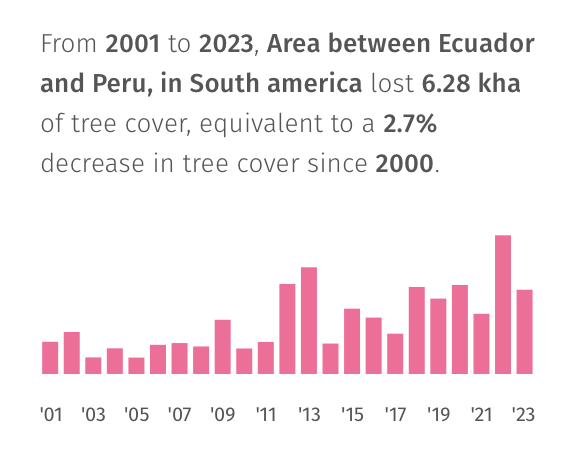 From 2001 to 2023, Area between Ecuador
and Peru, in South america lost 6.28 kha
of tree cover, equivalent to a 2.7%
decrease in tree cover since 2000.
'01 '03 '05 '07 '09 '11 '13 '15 '17 '19 '21 '23